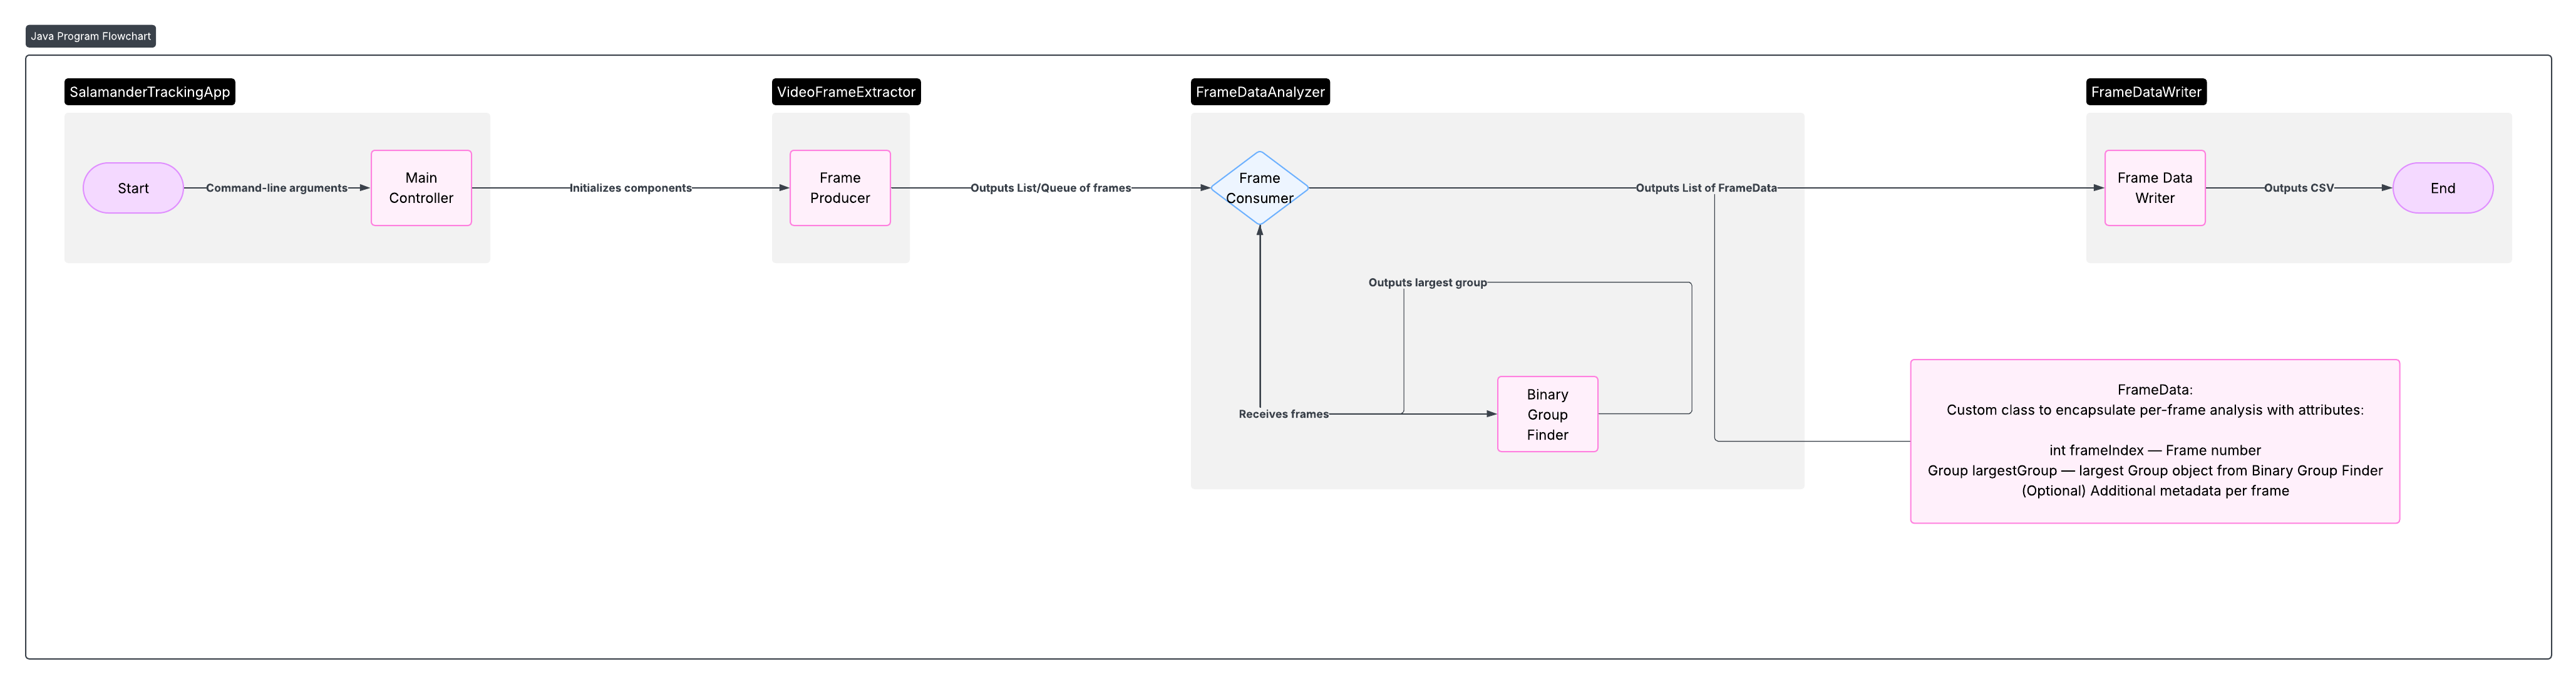 Java Program Flowchart
SalamanderTrackingApp
VideoFrameExtractor
FrameDataAnalyzer
FrameDataWriter
Start
Command-line arguments
Main
Controller
Initializes components
Frame
Producer
Outputs List/Queue of frames
Frame
Consumer
Outputs List of FrameData
Frame Data
Writer
Outputs CSV
End
Outputs largest group
Receives frames
Binary
Group
Finder
FrameData:
Custom class to encapsulate per-frame analysis with attributes:
int frameIndex — Frame number
Group largestGroup — largest Group object from Binary Group Finder
(Optional) Additional metadata per frame